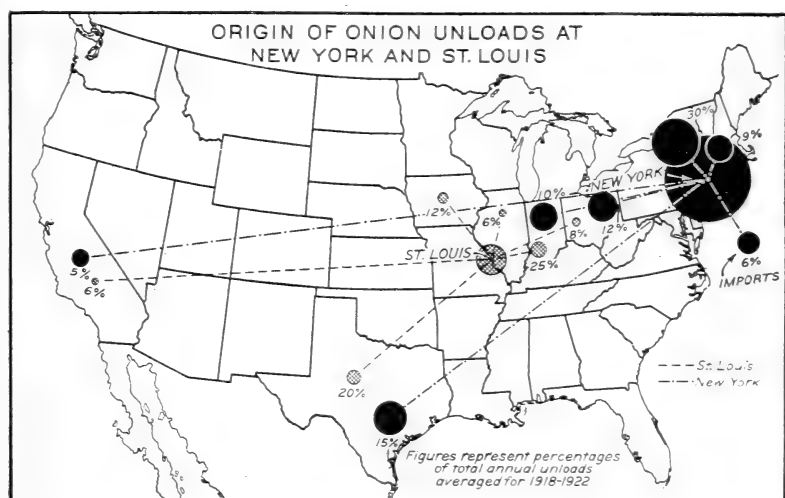 ORIGIN OF ONION UNLOADS AT
NEW YORK AND ST. LOUIS
30%
9%
NEW YORK
10%
12%
6%
8%
12%
ST. LOUIS
25%
6%
IMPORTS
5%
6%
20%
15%
St. Louis
New York
Figures represent percentages
of total annual unloads
averaged for 1918-1922